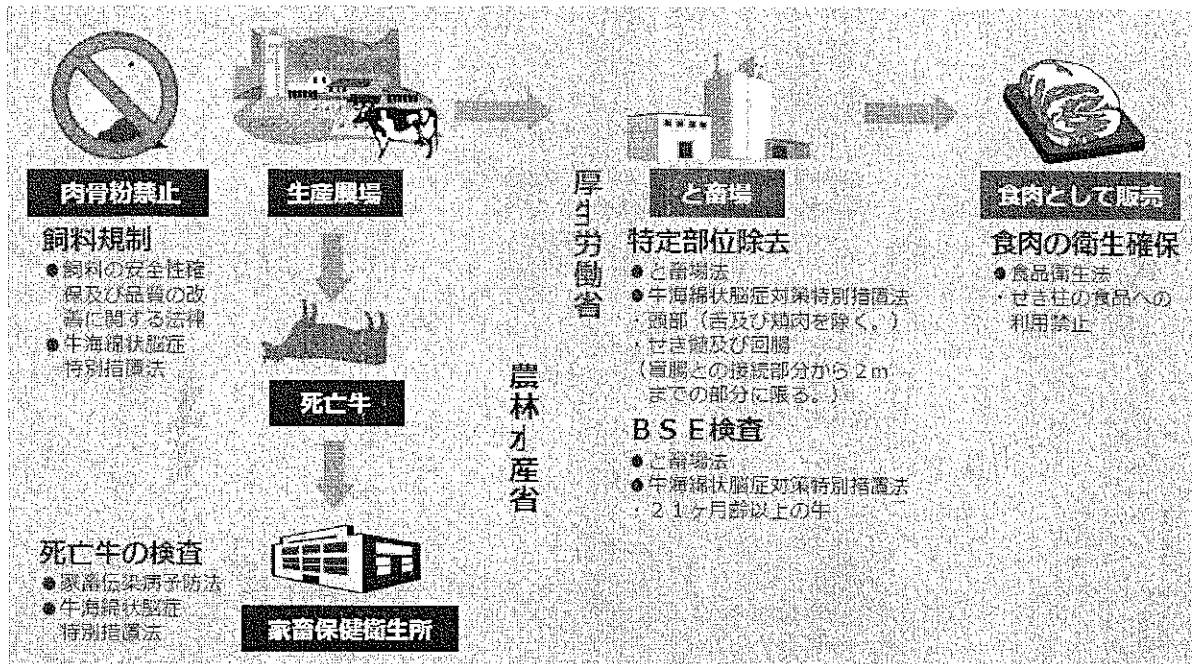 肉骨粉禁止
飼料規制
●飼料の安全性確
保及び品質の改
善に関する法律
●牛海綿状脳症
特別措置法
生産農場
死亡牛
死亡牛の検査
●家畜伝染病予防法
●牛海綿状脳症
特別措置法
家畜保健衛生所
農林水産省
厚生労働省
と畜場
特定部位除去
●と畜場法
●牛海綿状脳症対策特別措置法
・頭部(舌及び頬肉を除く。)
・せき髄及び回腸
(盲腸との接続部分から2m
までの部分に限る。)
BSE検査
●と畜場法
●牛海綿状脳症対策特別措置法
・21ヶ月齢以上の牛
食肉として販売
食肉の衛生確保
●食品衛生法
・せき柱の食品への
利用禁止